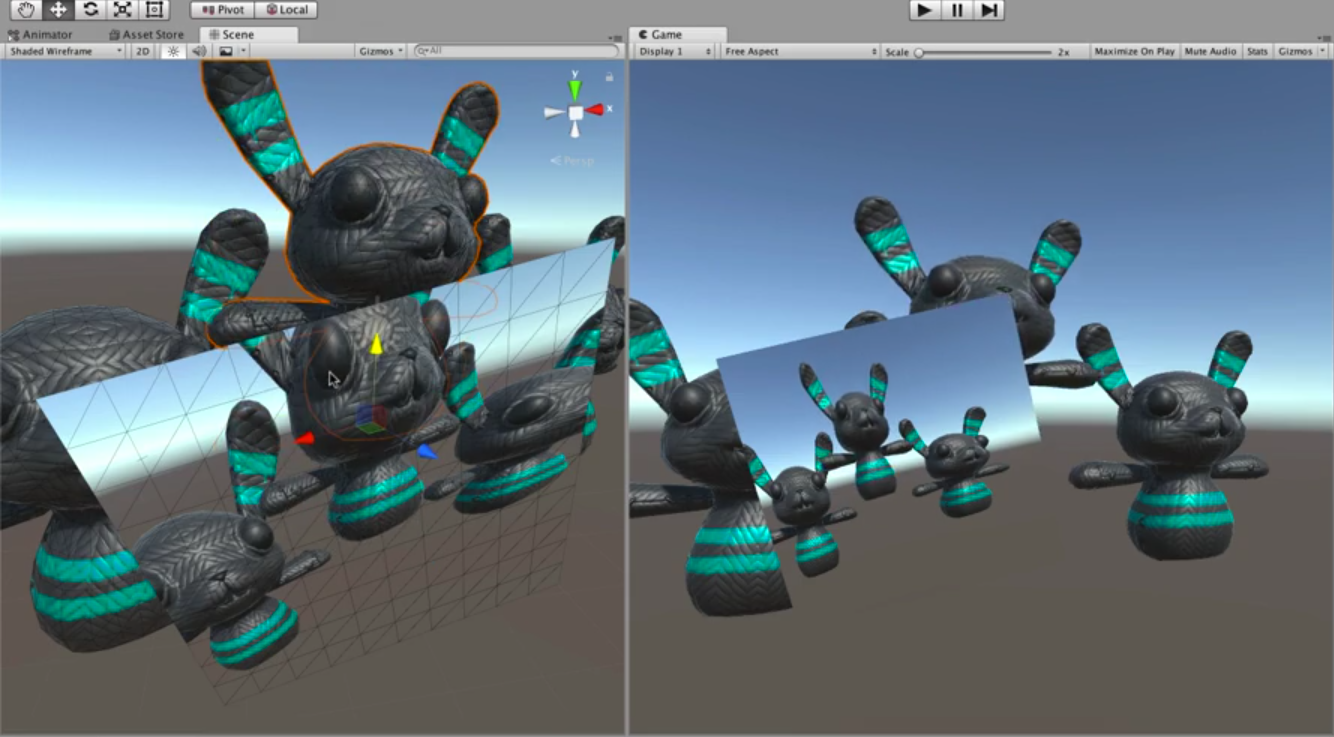 Pivot Local
Animator Asset Store Scene Game
Shaded Wireframe 2D Gizmos All Display 1 Free Aspect Scale 2x Maximize On Play Mute Audio Stats Gizmos
y
x
Persp